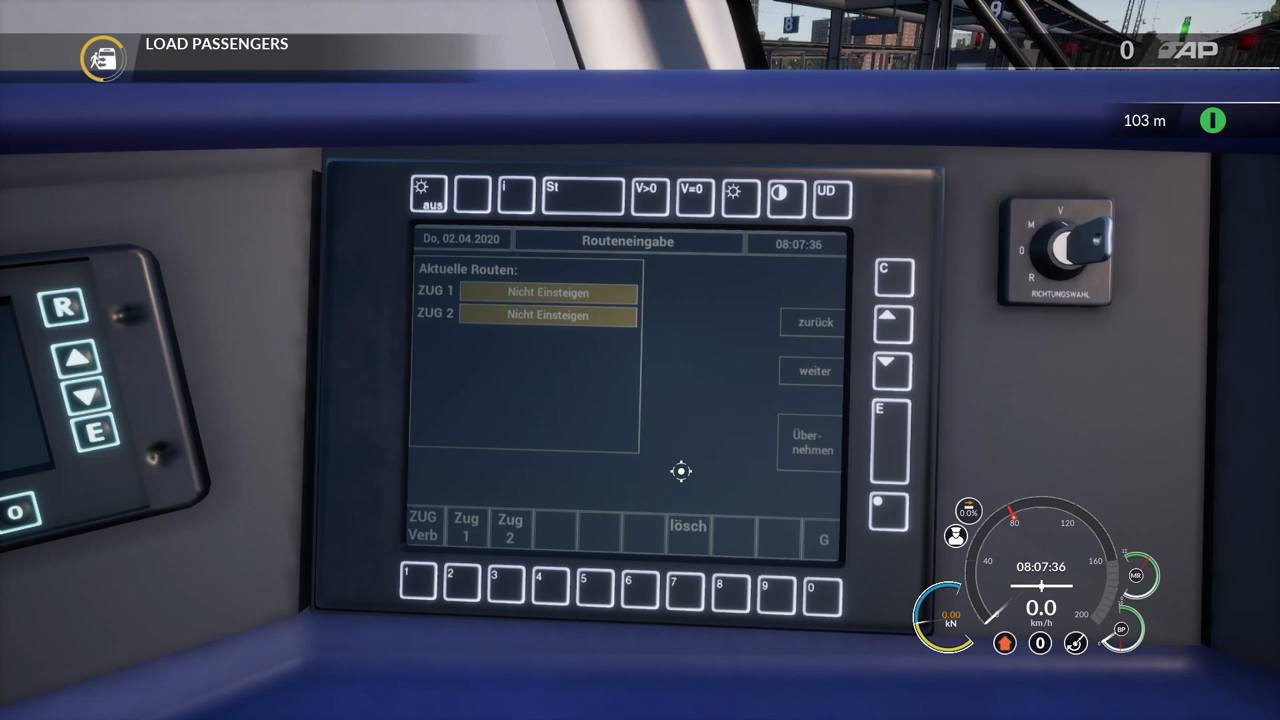 LOAD PASSENGERS
0
AP
8
9
103 m
aus
i
St
V>0
V=0
UD
Do, 02.04.2020
Routeneingabe
08:07:36
Aktuelle Routen:
ZUG 1
Nicht Einsteigen
ZUG 2
Nicht Einsteigen
zurück
weiter
Über-
nehmen
ZUG
Verb
Zug
1
Zug
2
lösch
G
1
2
3
4
5
6
7
8
9
0
C
E
R
E
O
V
M
0
R
RICHTUNGSWAHL
0.0%
40
80
120
160
200
08:07:36
0.0
km/h
0.00
kN
MR
BP
0